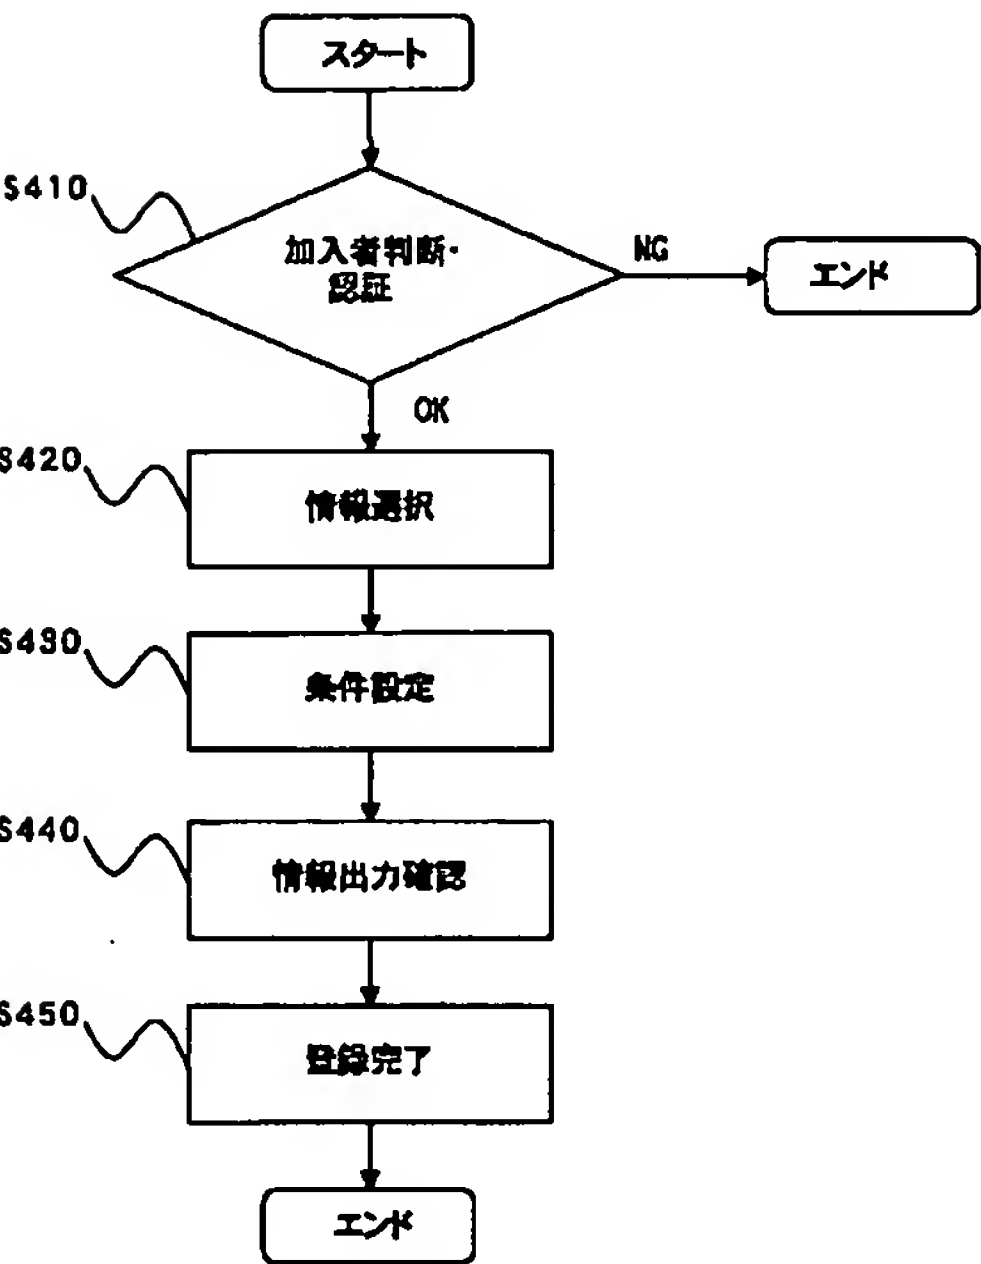 スタート
S410
加入者判断・
認証
NG
エンド
OK
S420
情報選択
S430
条件設定
S440
情報出力確認
S450
登録完了
エンド